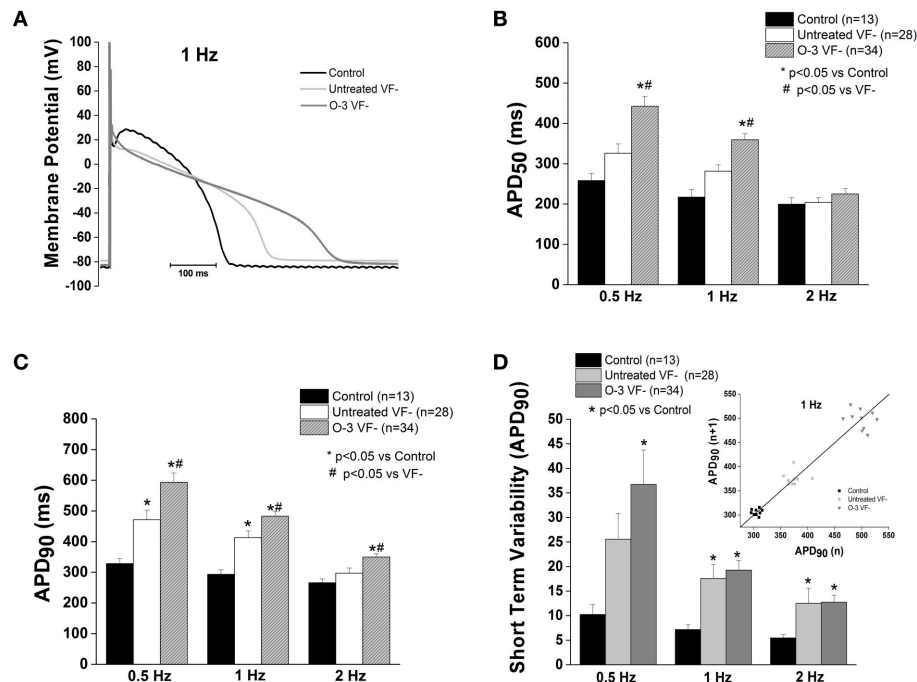 A
1 Hz
Control
Untreated VF-
O-3 VF-
Membrane Potential (mV)
100
80
60
40
20
0
-20
-40
-60
-80
-100
100 ms
B
Control (n=13)
Untreated VF- (n=28)
O-3 VF- (n=34)
* p<0.05 vs Control
# p<0.05 vs VF-
APD50 (ms)
600
500
400
300
200
100
0
*#
*#
0.5 Hz
1 Hz
2 Hz
C
Control (n=13)
Untreated VF- (n=28)
O-3 VF- (n=34)
* p<0.05 vs Control
# p<0.05 vs VF-
APD90 (ms)
800
700
600
500
400
300
200
100
0
*
*#
*
*#
*#
0.5 Hz
1 Hz
2 Hz
D
Control (n=13)
Untreated VF- (n=28)
O-3 VF- (n=34)
* p<0.05 vs Control
Short Term Variability (APD90)
50
45
40
35
30
25
20
15
10
5
0
*
*
*
*
*
0.5 Hz
1 Hz
2 Hz
1 Hz
APD90 (n+1)
550
500
450
400
350
300
Control
Untreated VF-
O-3 VF-
300
350
400
450
500
550
APD90 (n)